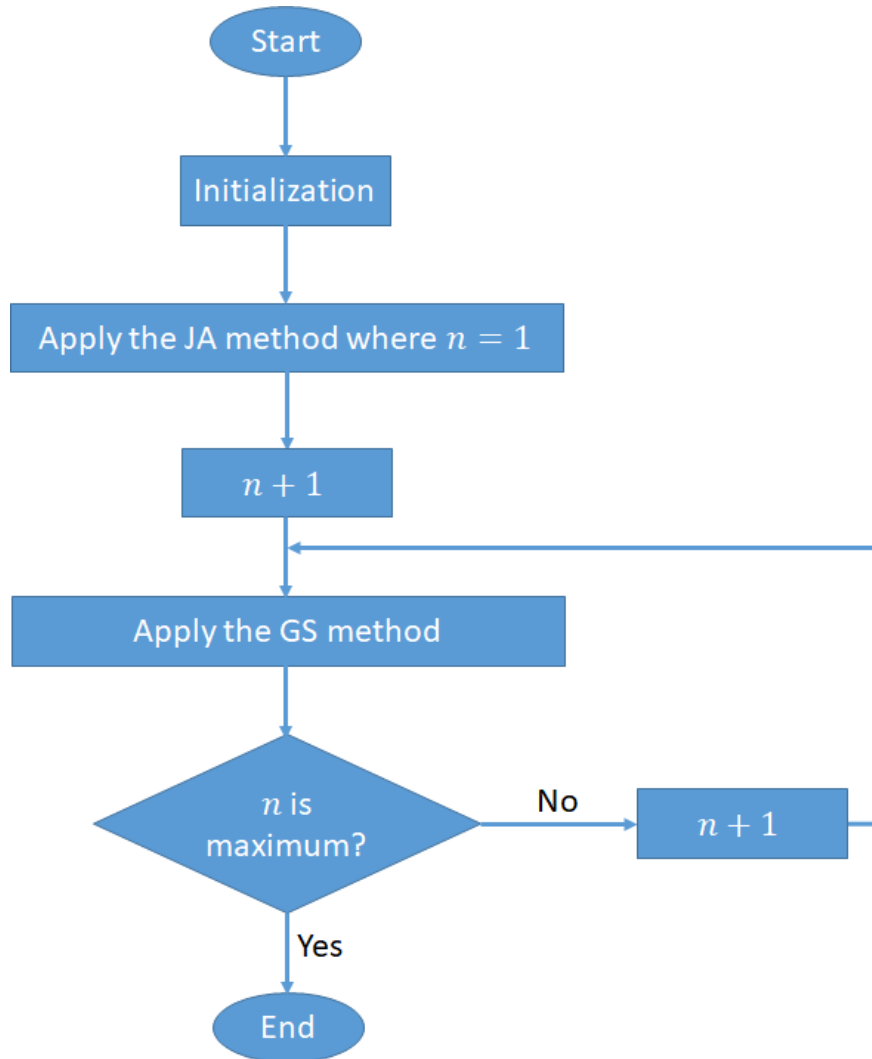 Start
Initialization
Apply the JA method where n = 1
n + 1
Apply the GS method
n is
maximum?
No
n + 1
Yes
End